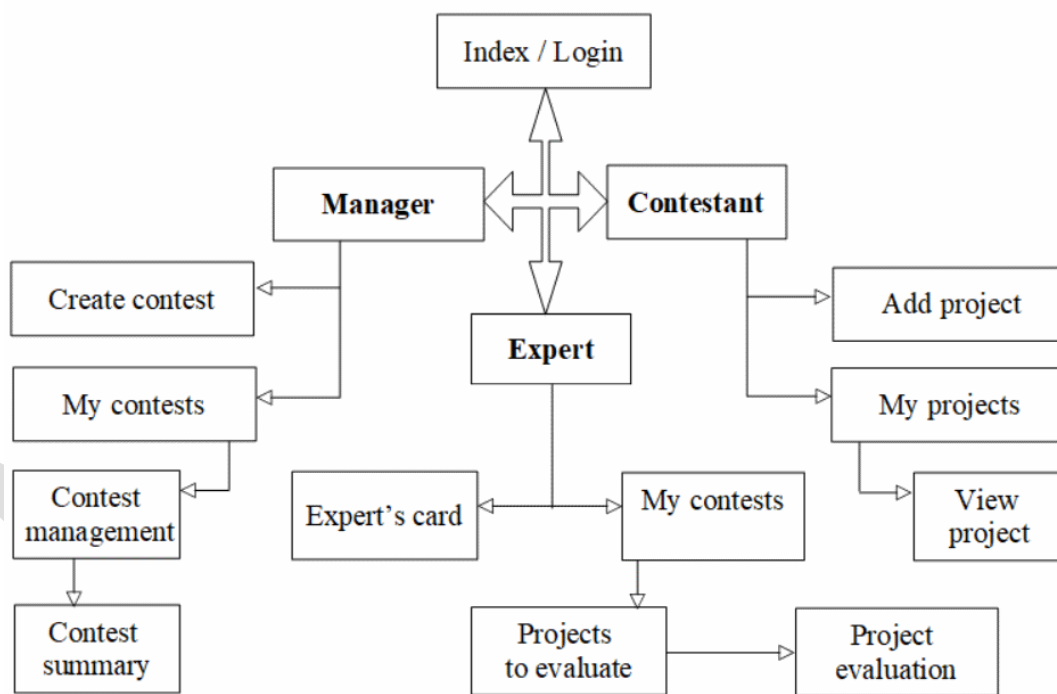 Index / Login
Manager
Contestant
Create contest
Add project
Expert
My contests
My projects
Contest
management
Expert’s card
My contests
View
project
Contest
summary
Projects
to evaluate
Project
evaluation